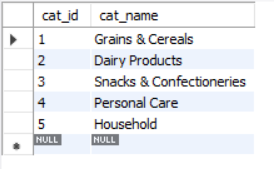 cat_id cat_name
1 Grains & Cereals
2 Dairy Products
3 Snacks & Confectioneries
4 Personal Care
5 Household
NULL NULL